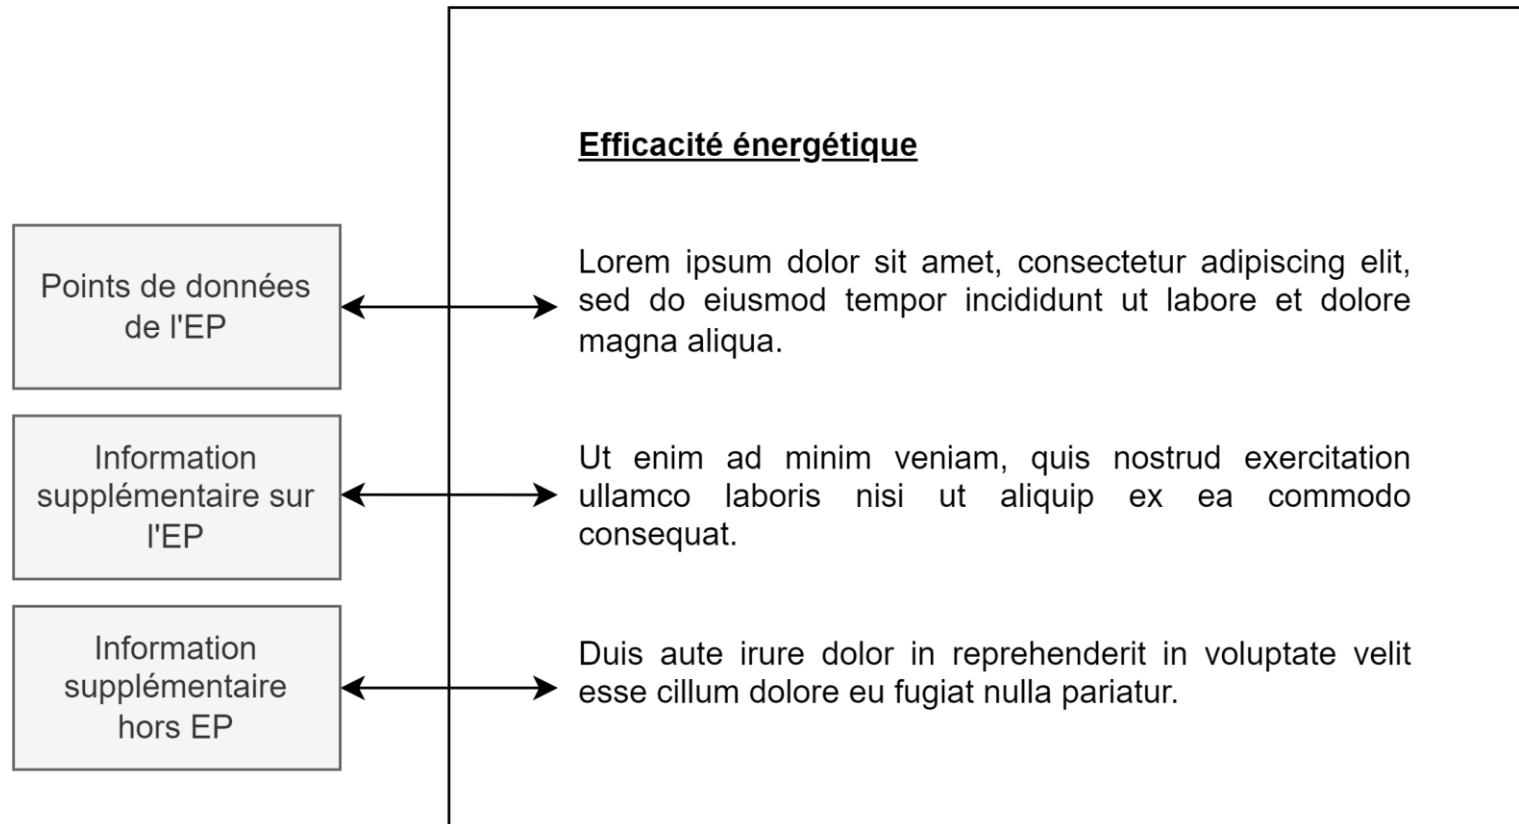 Efficacité énergétique
Points de données
de l'EP
Lorem ipsum dolor sit amet, consectetur adipiscing elit,
sed do eiusmod tempor incididunt ut labore et dolore
magna aliqua.
Information
supplémentaire sur
l'EP
Ut enim ad minim veniam, quis nostrud exercitation
ullamco laboris nisi ut aliquip ex ea commodo
consequat.
Information
supplémentaire
hors EP
Duis aute irure dolor in reprehenderit in voluptate velit
esse cillum dolore eu fugiat nulla pariatur.